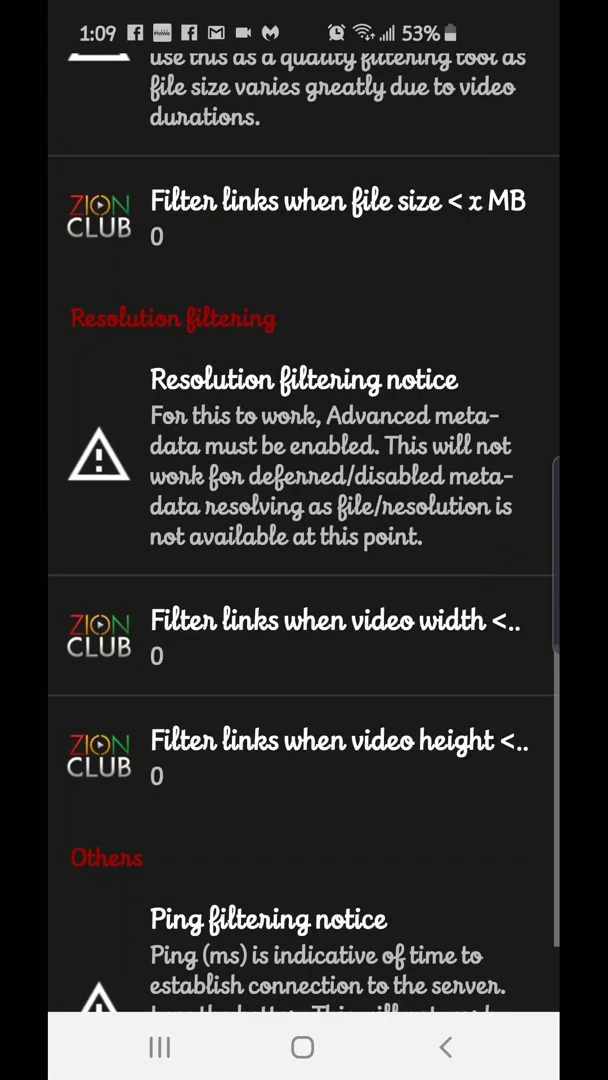 1:09 53%
use this as a quality filtering tool as
file size varies greatly due to video
durations.
ZION
CLUB
Filter links when file size < x MB
0
Resolution filtering
Resolution filtering notice
For this to work, Advanced meta-
data must be enabled. This will not
work for deferred/disabled meta-
data resolving as file/resolution is
not available at this point.
ZION
CLUB
Filter links when video width <..
0
ZION
CLUB
Filter links when video height <..
0
Others
Ping filtering notice
Ping (ms) is indicative of time to
establish connection to the server.